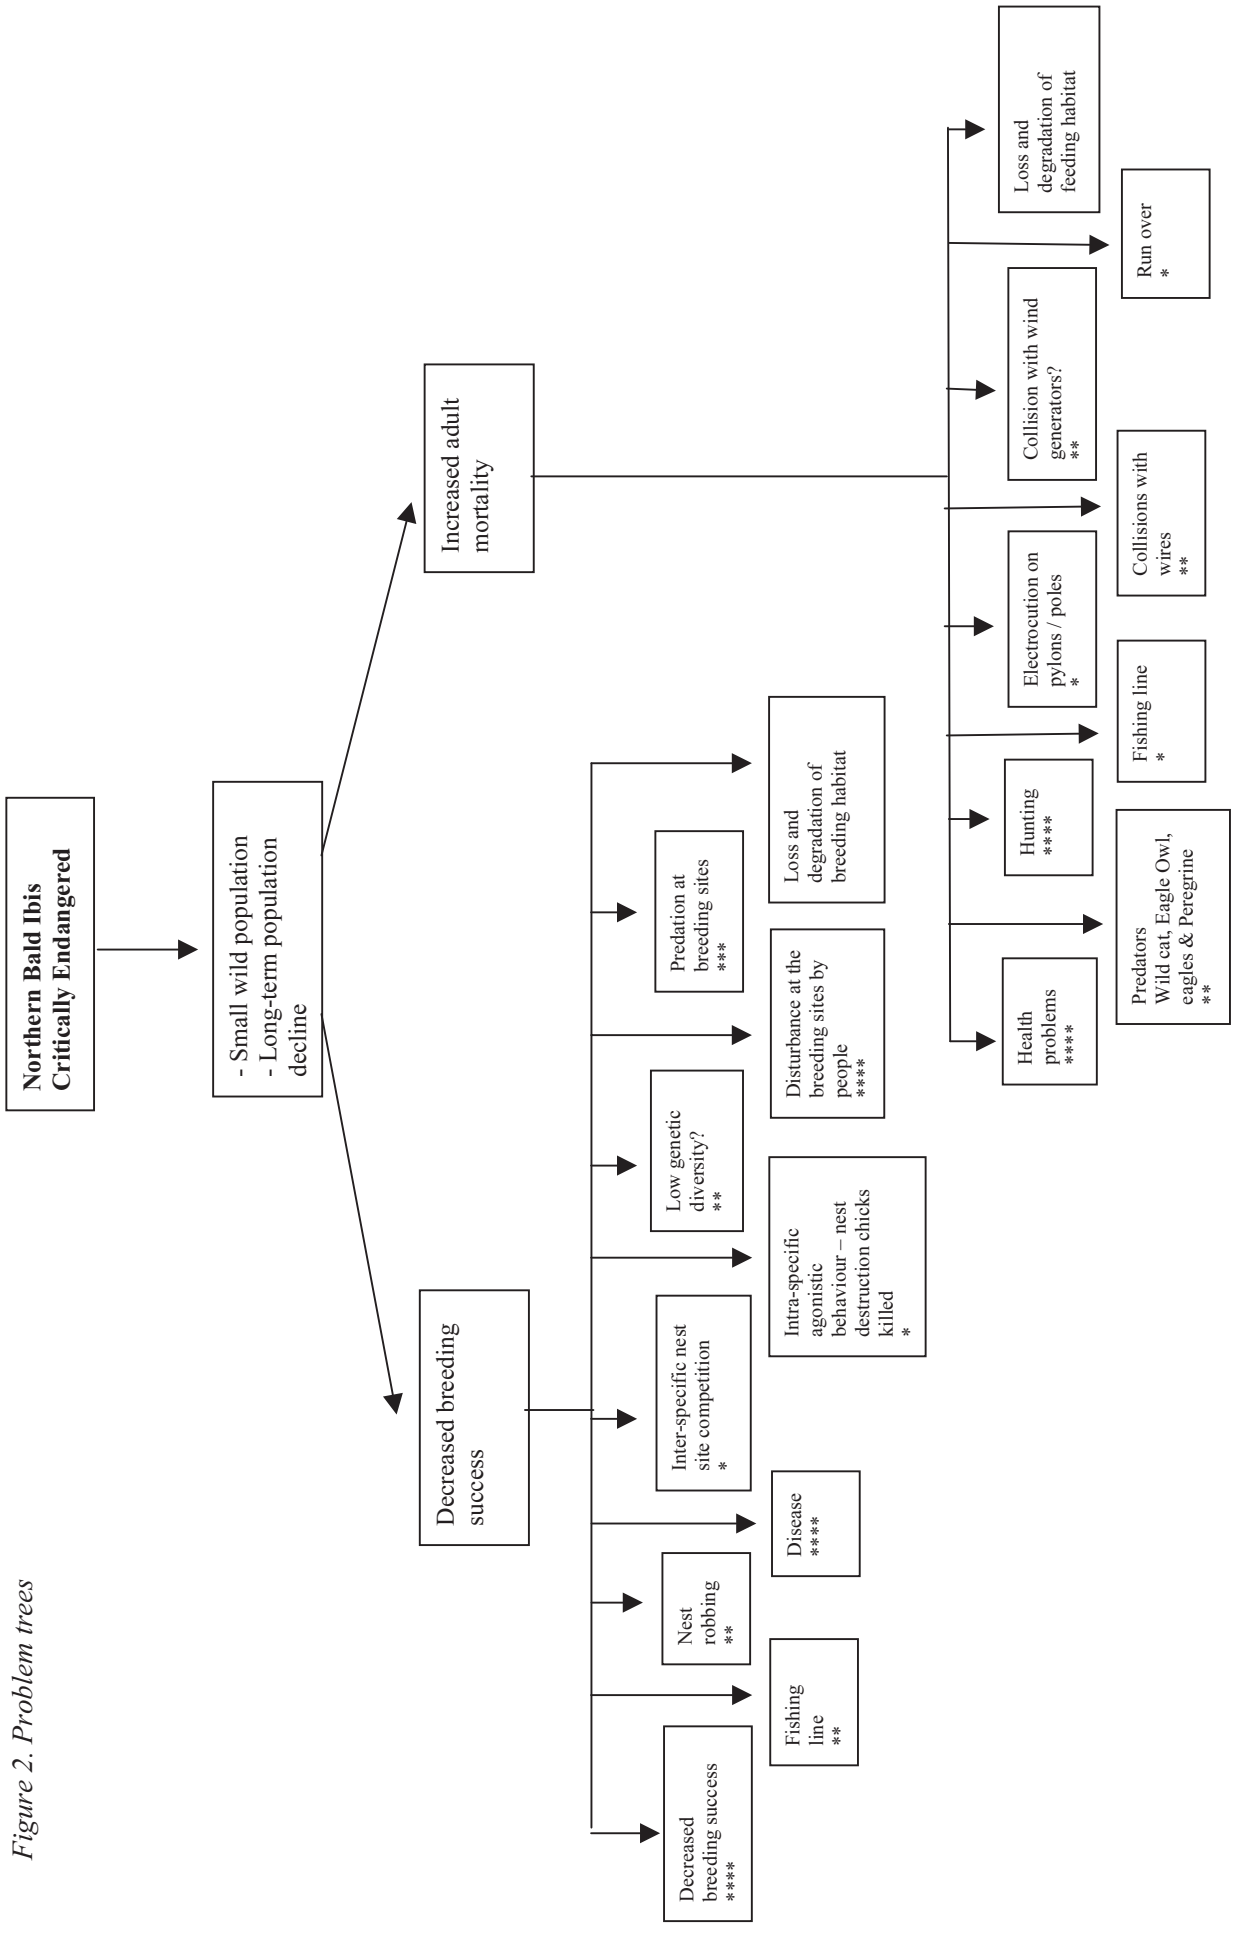 Figure 2. Problem trees
Northern Bald Ibis
Critically Endangered
- Small wild population
- Long-term population
decline
Decreased breeding
success
Increased adult
mortality
Decreased
breeding success
****
Fishing
line
**
Nest
robbing
**
Disease
****
Inter-specific nest
site competition
*
Intra-specific
agonistic
behaviour – nest
destruction chicks
killed
*
Low genetic
diversity?
**
Disturbance at the
breeding sites by
people
****
Predation at
breeding sites
***
Loss and
degradation of
breeding habitat
Health
problems
****
Predators
Wild cat, Eagle Owl,
eagles & Peregrine
**
Hunting
****
Fishing line
*
Electrocution on
pylons / poles
*
Collisions with
wires
**
Collision with wind
generators?
**
Run over
*
Loss and
degradation of
feeding habitat